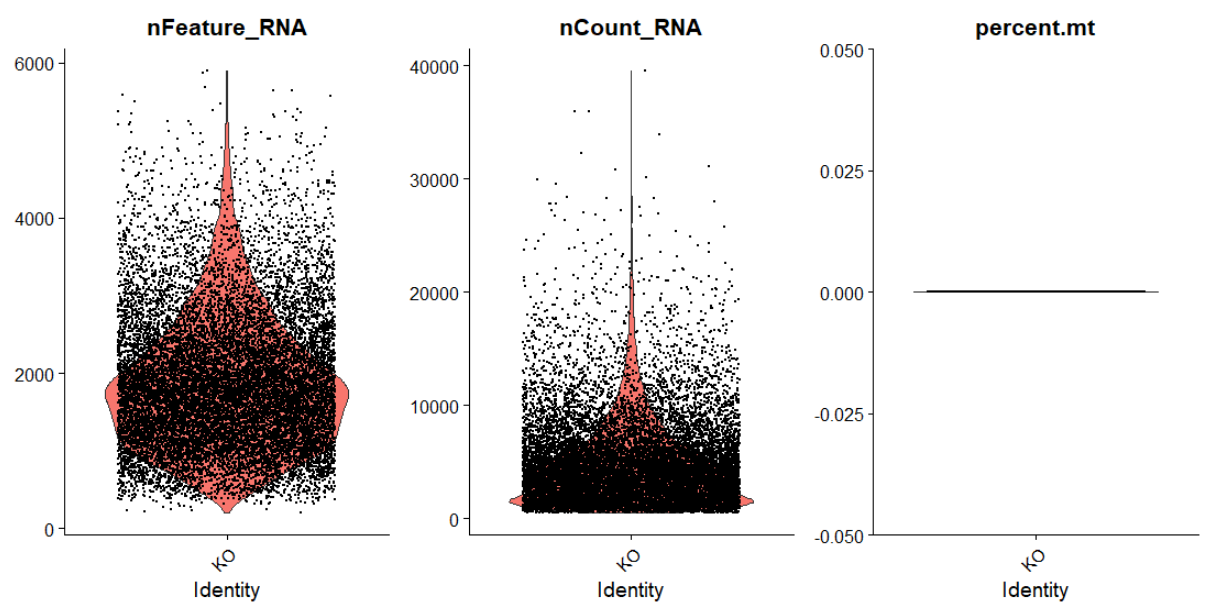 nFeature_RNA
6000
4000
2000
0
KO
Identity
nCount_RNA
40000
30000
20000
10000
0
KO
Identity
percent.mt
0.050
0.025
0.000
-0.025
-0.050
KO
Identity